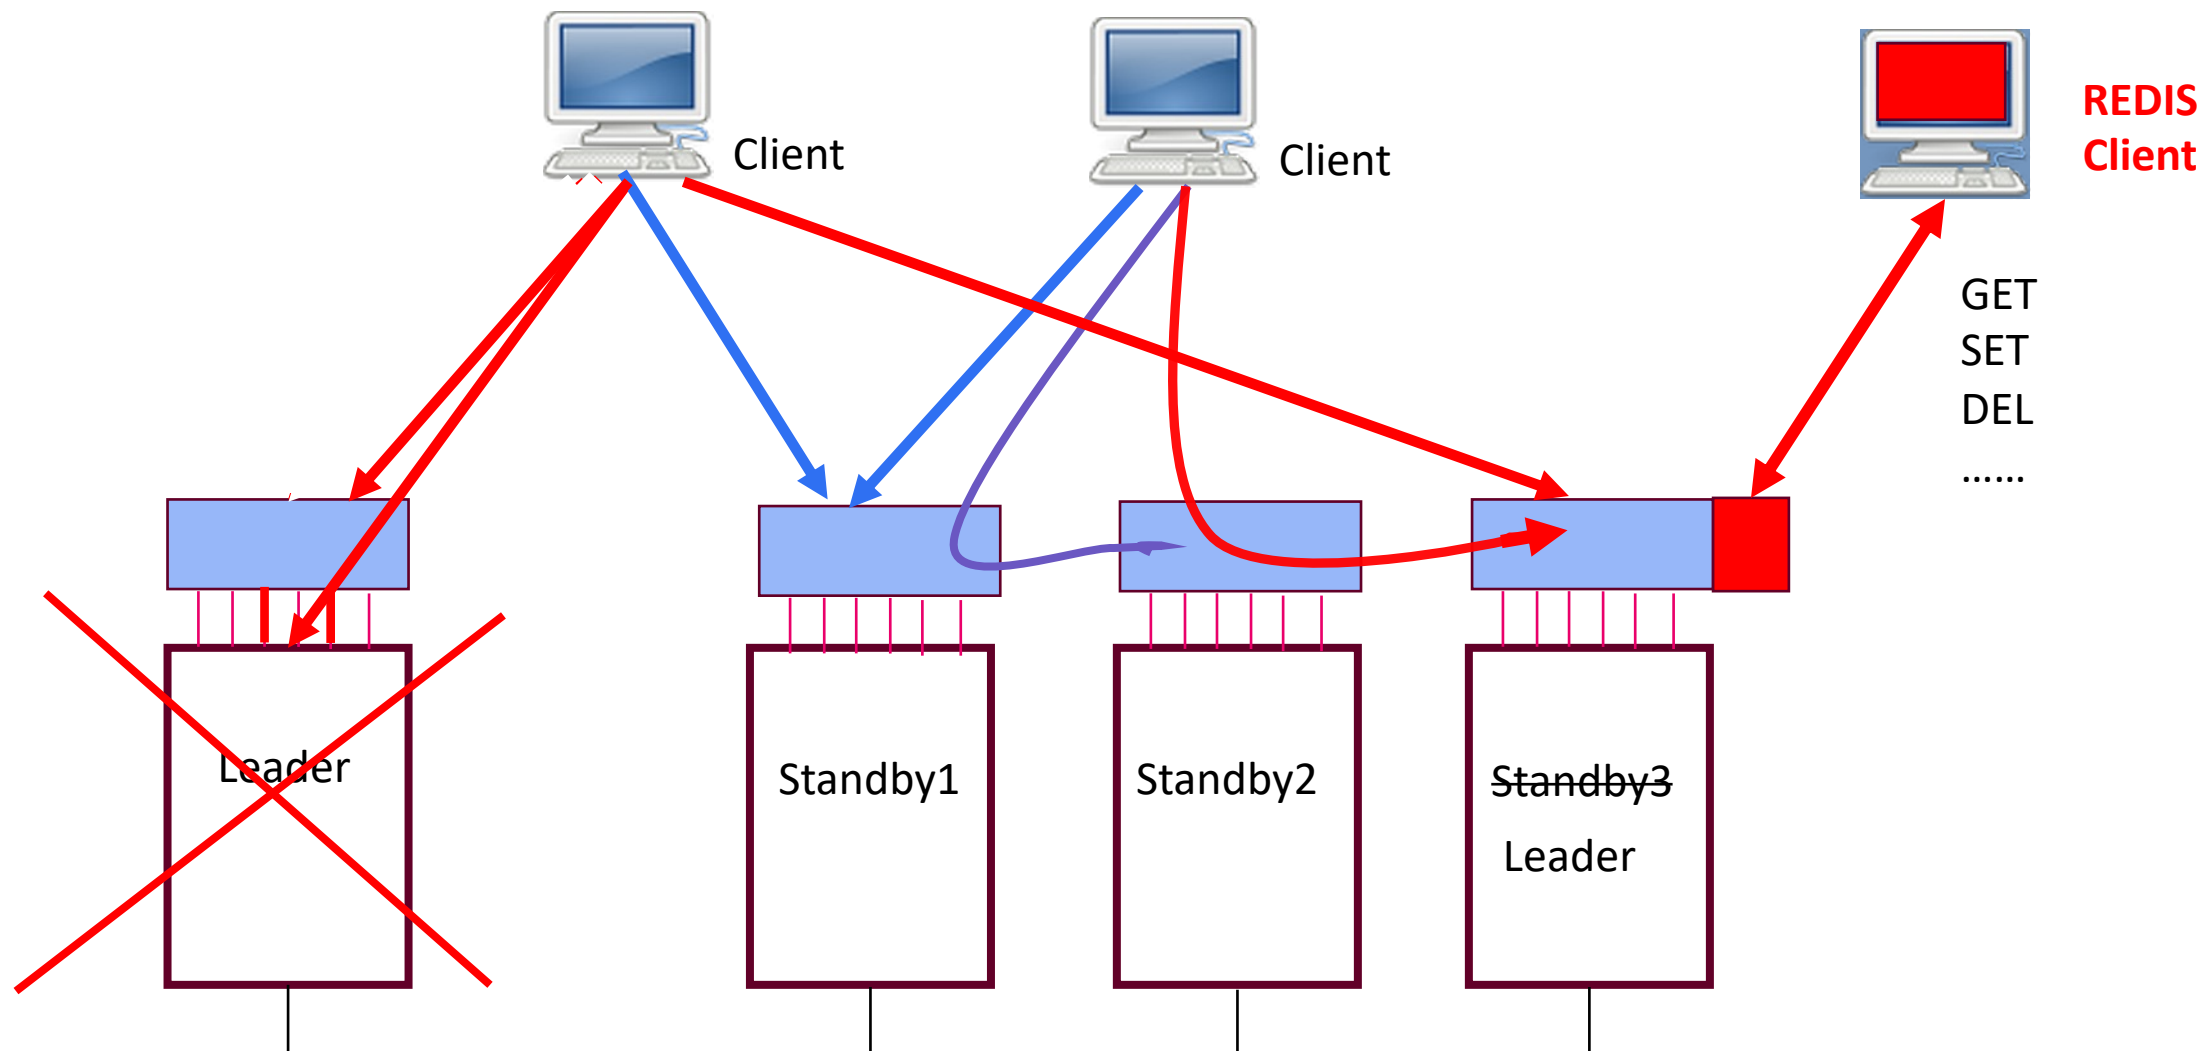 Client
Client
REDIS
Client
GET
SET
DEL
......
Leader
Standby1
Standby2
Standby3
Leader